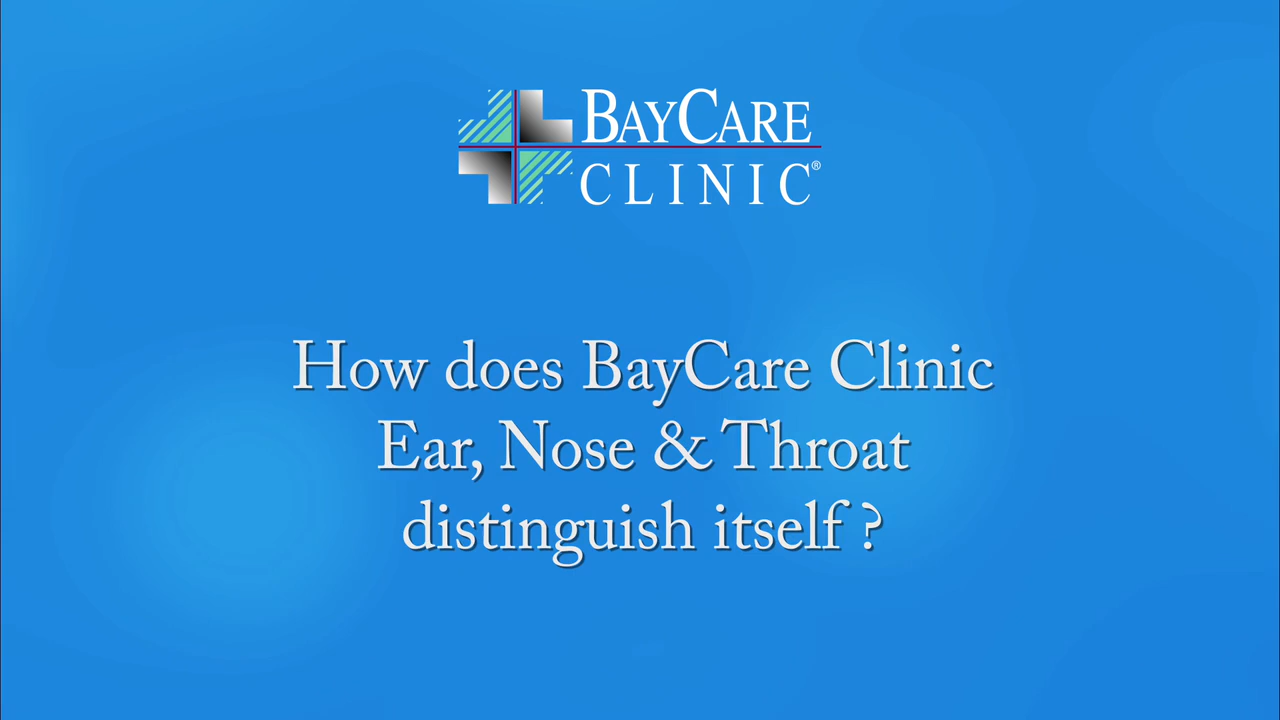 BAYCARE
CLINIC®
How does BayCare Clinic
Ear, Nose & Throat
distinguish itself ?